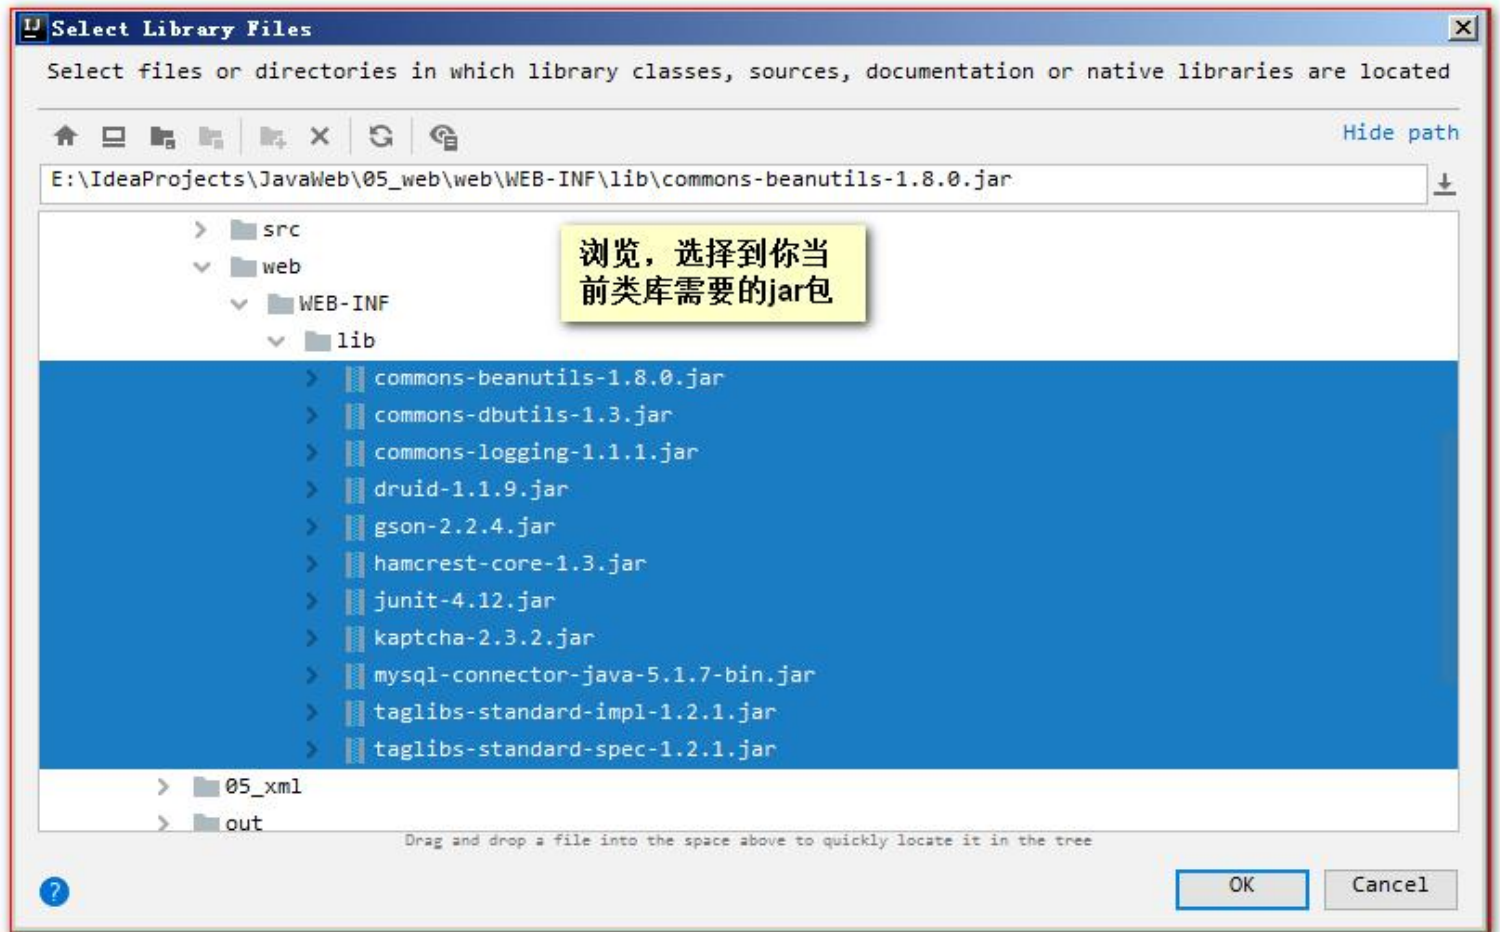 IJ Select Library Files
Select files or directories in which library classes, sources, documentation or native libraries are located
Hide path
E:\IdeaProjects\JavaWeb\05_web\web\WEB-INF\lib\commons-beanutils-1.8.0.jar
src
web
WEB-INF
lib
浏览，选择到你当
前类库需要的jar包
commons-beanutils-1.8.0.jar
commons-dbutils-1.3.jar
commons-logging-1.1.1.jar
druid-1.1.9.jar
gson-2.2.4.jar
hamcrest-core-1.3.jar
junit-4.12.jar
kaptcha-2.3.2.jar
mysql-connector-java-5.1.7-bin.jar
taglibs-standard-impl-1.2.1.jar
taglibs-standard-spec-1.2.1.jar
05_xml
out
Drag and drop a file into the space above to quickly locate it in the tree
?
OK
Cancel